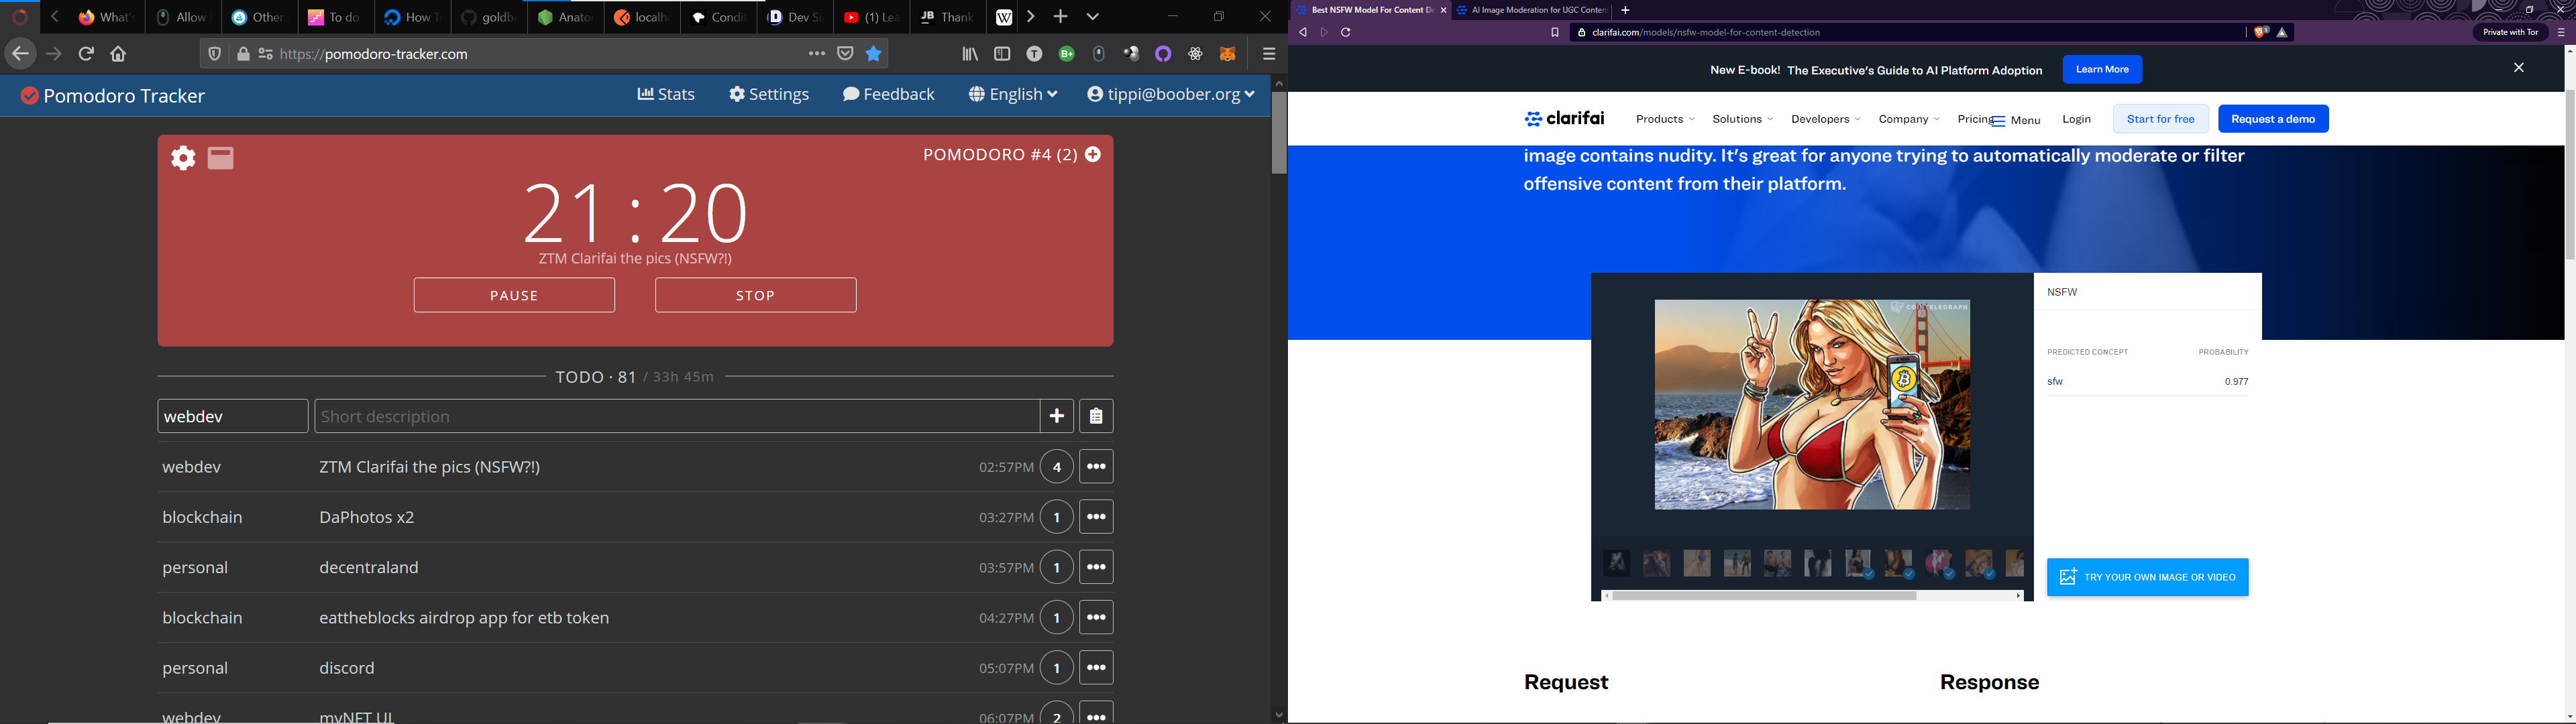 What'
Allow
Other
To do
How T
goldb
Anato
localh
Condi
Dev Si
(1) Lea
JB Thank
W
https://pomodoro-tracker.com
Pomodoro Tracker
Stats
Settings
Feedback
English
tippi@boober.org
POMODORO #4 (2)
21 : 20
ZTM Clarifai the pics (NSFW?!)
PAUSE
STOP
TODO · 81 / 33h 45m
webdev
Short description
webdev ZTM Clarifai the pics (NSFW?!) 02:57PM 4
blockchain DaPhotos x2 03:27PM 1
personal decentraland 03:57PM 1
blockchain eattheblocks airdrop app for etb token 04:27PM 1
personal discord 05:07PM 1
webdev myNFT UI 06:07PM 2
Best NSFW Model For Content De
AI Image Moderation for UGC Conten
clarifai.com/models/nsfw-model-for-content-detection
Private with Tor
New E-book! The Executive's Guide to AI Platform Adoption
Learn More
clarifai
Products
Solutions
Developers
Company
Pricing
Menu
Login
Start for free
Request a demo
image contains nudity. It's great for anyone trying to automatically moderate or filter
offensive content from their platform.
COINTELEGRAPH
NSFW
PREDICTED CONCEPT PROBABILITY
sfw 0.977
TRY YOUR OWN IMAGE OR VIDEO
Request
Response